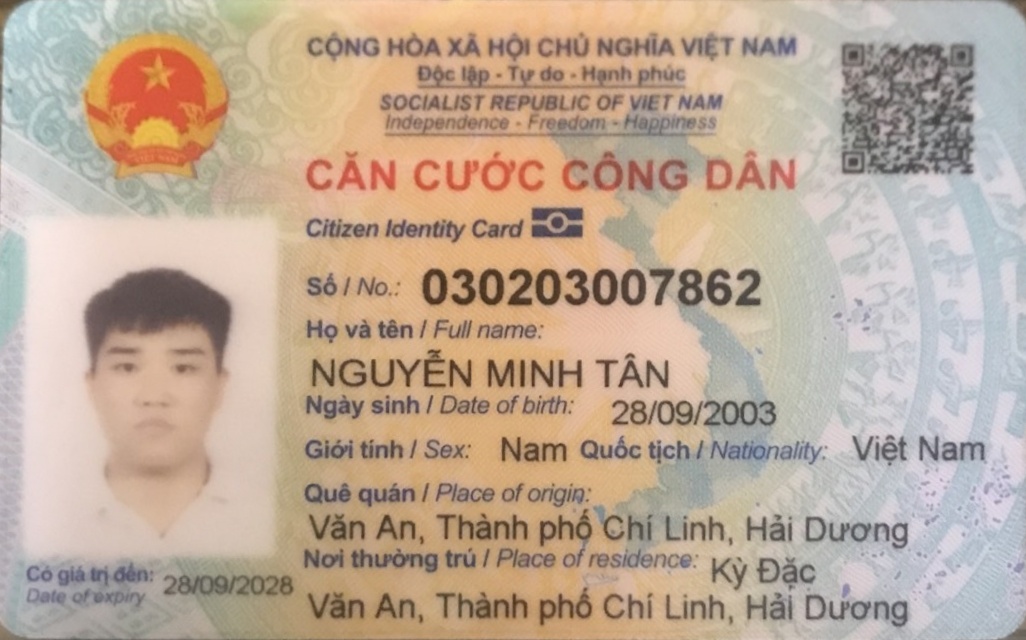 CỘNG HÒA XÃ HỘI CHỦ NGHĨA VIỆT NAM
Độc lập - Tự do - Hạnh phúc
SOCIALIST REPUBLIC OF VIET NAM
Independence - Freedom - Happiness
CĂN CƯỚC CÔNG DÂN
Citizen Identity Card
Số / No.: 030203007862
Họ và tên / Full name:
NGUYỄN MINH TÂN
Ngày sinh / Date of birth: 28/09/2003
Giới tính / Sex: Nam Quốc tịch / Nationality: Việt Nam
Quê quán / Place of origin:
Văn An, Thành phố Chí Linh, Hải Dương
Nơi thường trú / Place of residence: Kỳ Đặc
Văn An, Thành phố Chí Linh, Hải Dương
Có giá trị đến: 28/09/2028
Date of expiry